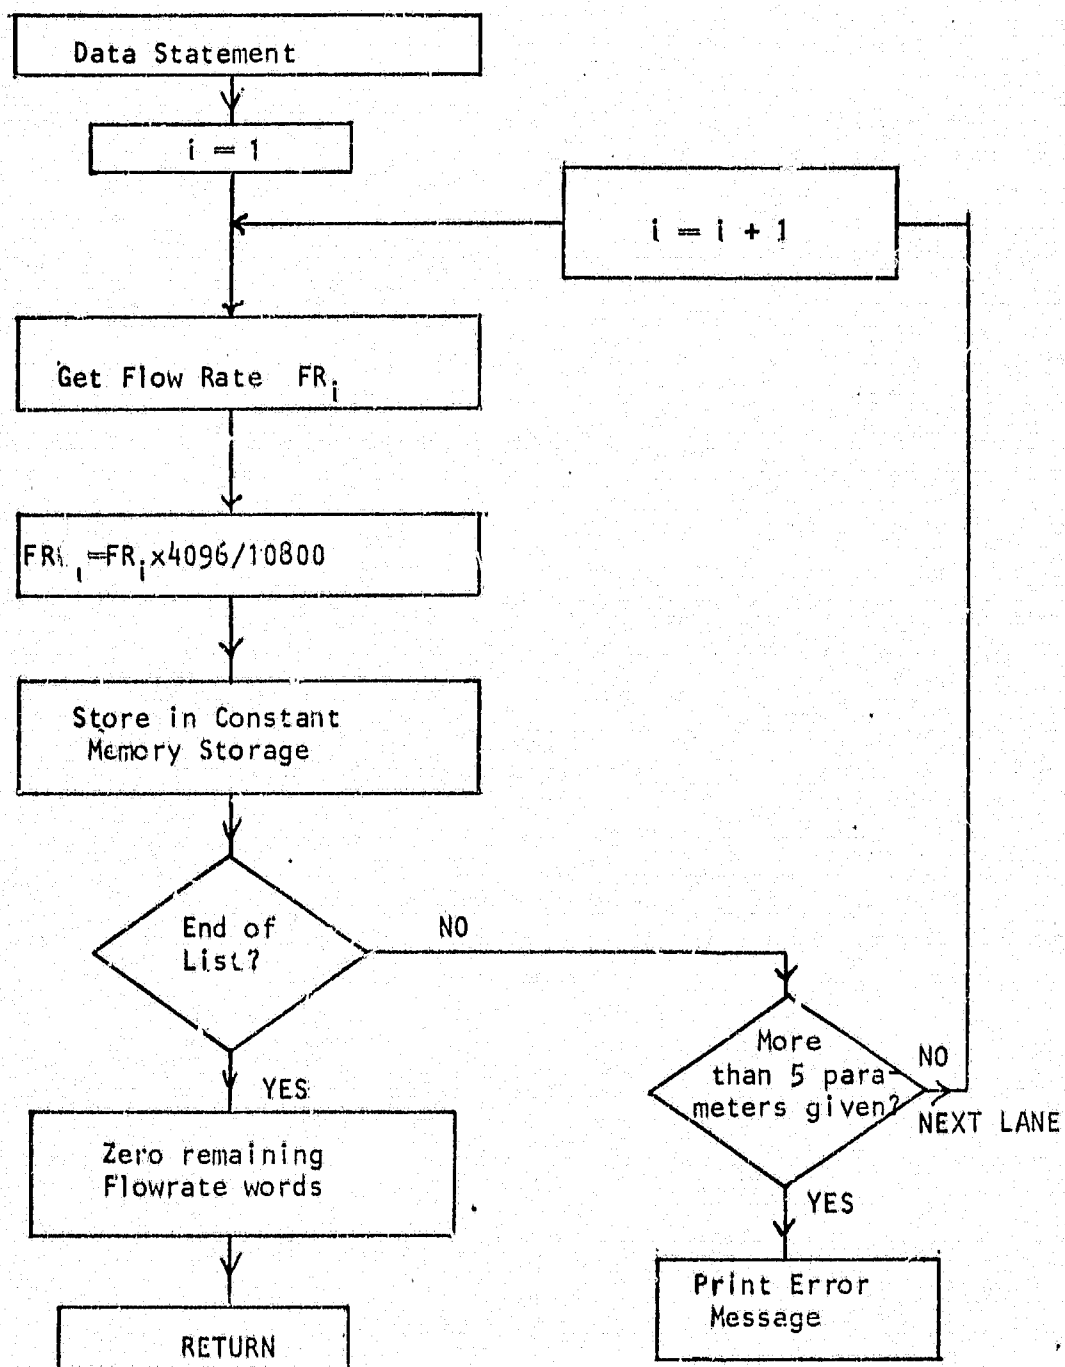 Data Statement
i = 1
i = i + 1
Get Flow Rate FRi
=FRi×4096/10800
Store in Constant
Memory Storage
End of
List?
NO
More
than 5 para-
meters given?
NO
NEXT LANE
YES
Zero remaining
Flowrate words
YES
Print Error
Message
RETURN